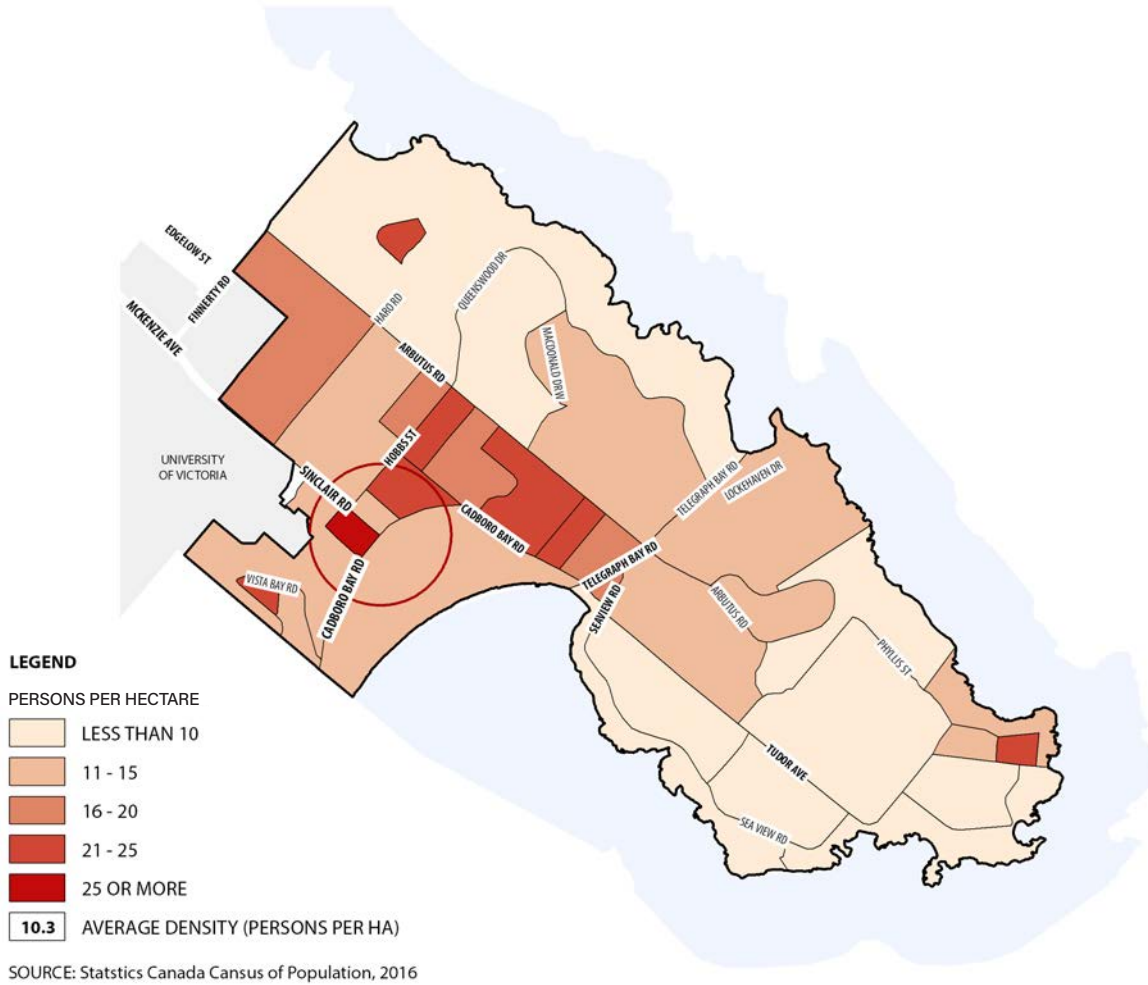 EDGELOW ST
FINNERTY RD
MCKENZIE AVE
HARO RD
QUEENSWOOD DR
ARBUTUS RD
MACDONALD DR W
HOBBS ST
UNIVERSITY
OF VICTORIA
SINCLAIR RD
TELEGRAPH BAY RD
LOCKEHAVEN DR
CADBORO BAY RD
TELEGRAPH BAY RD
VISTA BAY RD
CADBORO BAY RD
SEAVIEW RD
ARBUTUS RD
PHYLLIS ST
TUDOR AVE
SEA VIEW RD
LEGEND
PERSONS PER HECTARE
LESS THAN 10
11 - 15
16 - 20
21 - 25
25 OR MORE
10.3 AVERAGE DENSITY (PERSONS PER HA)
SOURCE: Statstics Canada Cansus of Population, 2016